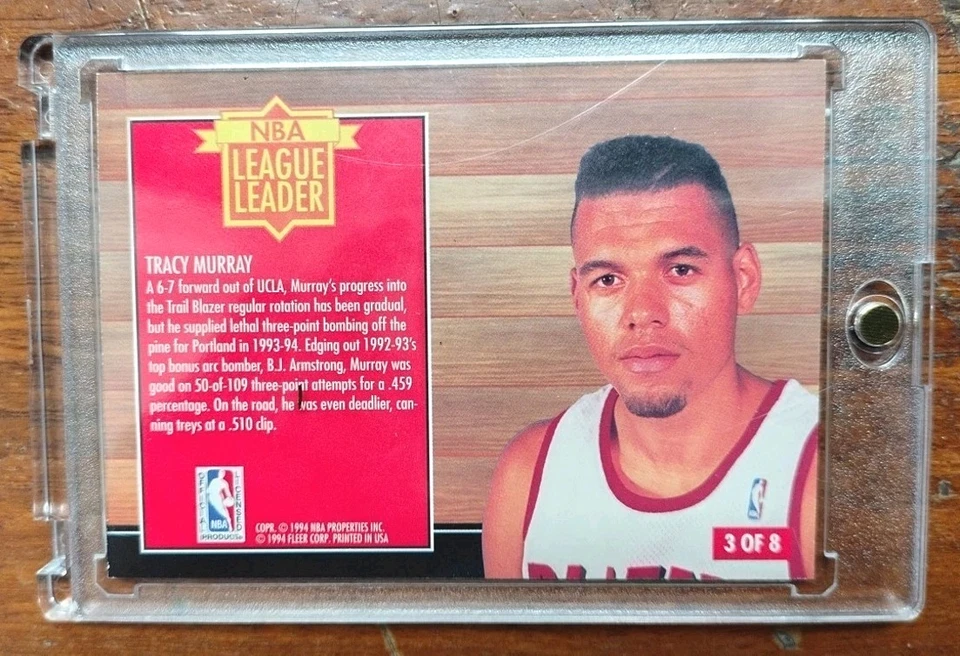 NBA
LEAGUE
LEADER
TRACY MURRAY
A 6-7 forward out of UCLA, Murray's progress into
the Trail Blazer regular rotation has been gradual,
but he supplied lethal three-point bombing off the
pine for Portland in 1993-94. Edging out 1992-93's
top bonus arc bomber, B.J. Armstrong, Murray was
good on 50-of-109 three-point attempts for a .459
percentage. On the road, he was even deadlier, can-
ning treys at a .510 clip.
OFFICIAL
LICENSED
NBA
PRODUCT
COPR. © 1994 NBA PROPERTIES INC.
© 1994 FLEER CORP. PRINTED IN USA
3 OF 8